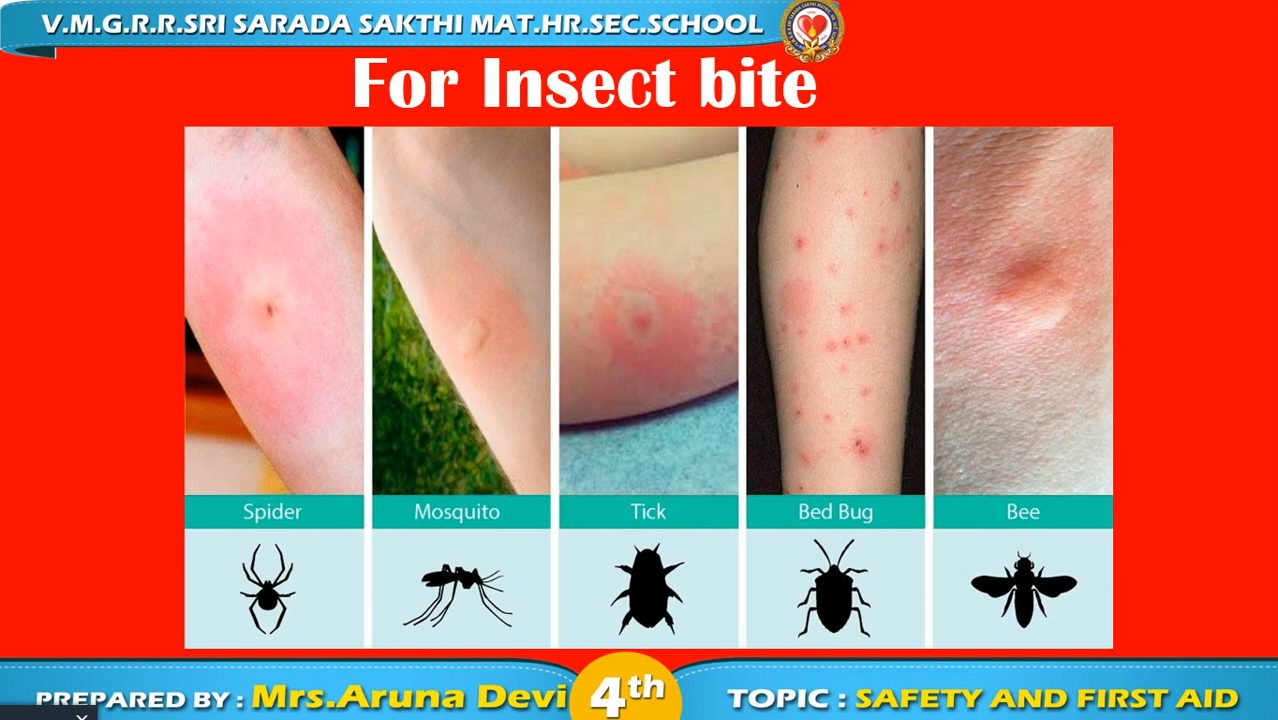 V.M.G.R.R.SRI SARADA SAKTHI MAT.HR.SEC.SCHOOL
For Insect bite
Spider
Mosquito
Tick
Bed Bug
Bee
PREPARED BY : Mrs.Aruna Devi
4th
TOPIC : SAFETY AND FIRST AID